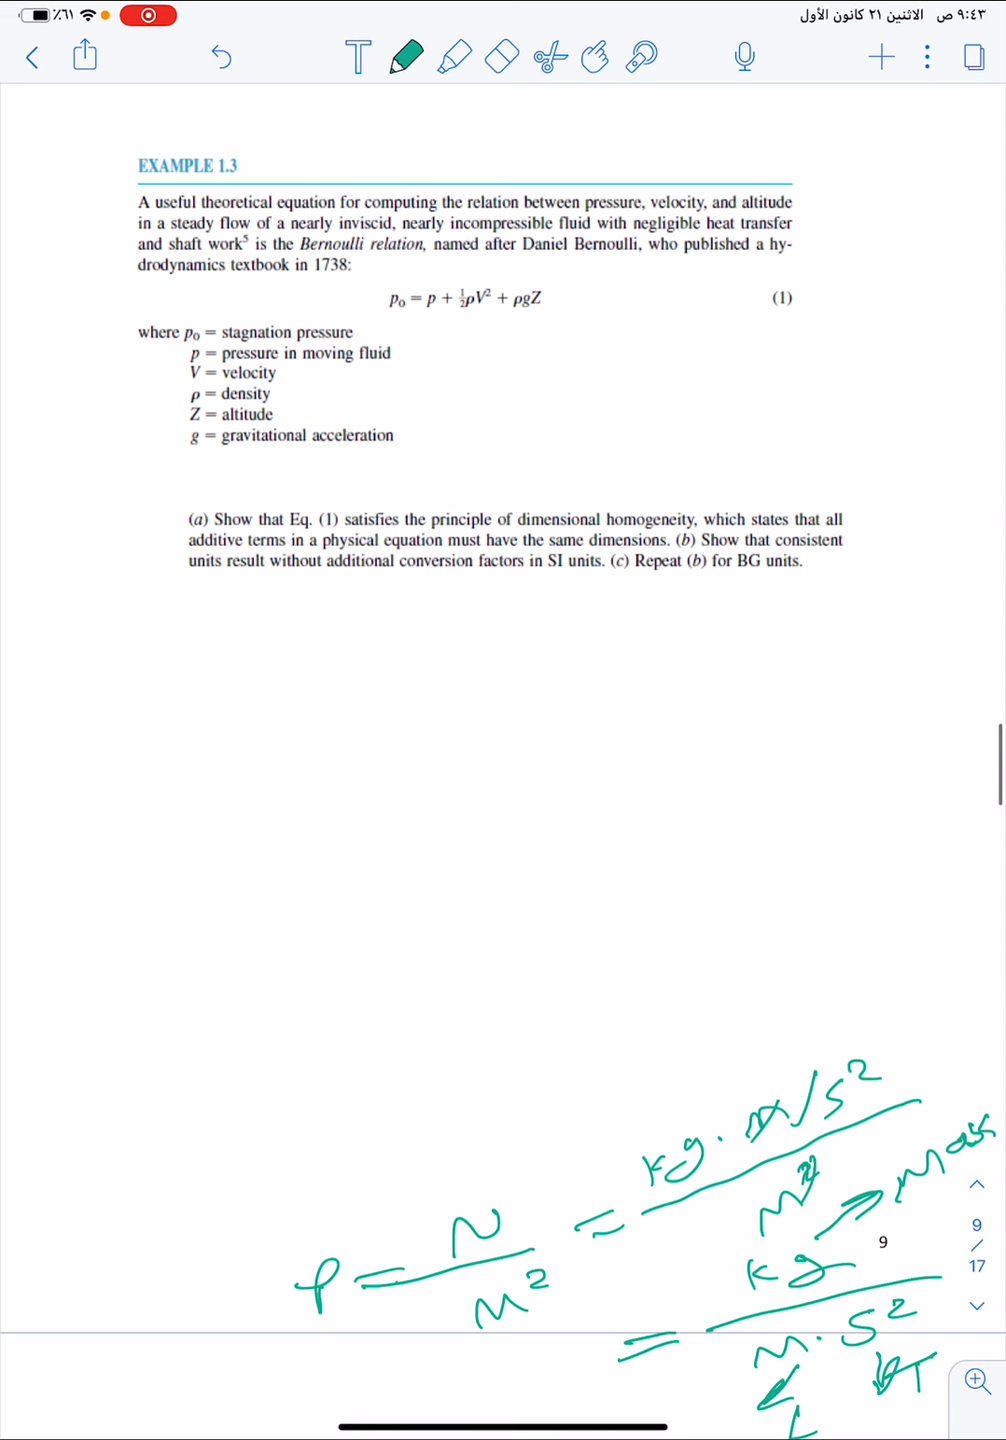 ٩:٤٣ ص الاثنين ٢١ كانون الأول
٪٦١
EXAMPLE 1.3
A useful theoretical equation for computing the relation between pressure, velocity, and altitude
in a steady flow of a nearly inviscid, nearly incompressible fluid with negligible heat transfer
and shaft work⁵ is the Bernoulli relation, named after Daniel Bernoulli, who published a hy-
drodynamics textbook in 1738:
p₀ = p + ½ρV² + ρgZ (1)
where p₀ = stagnation pressure
p = pressure in moving fluid
V = velocity
ρ = density
Z = altitude
g = gravitational acceleration
(a) Show that Eq. (1) satisfies the principle of dimensional homogeneity, which states that all
additive terms in a physical equation must have the same dimensions. (b) Show that consistent
units result without additional conversion factors in SI units. (c) Repeat (b) for BG units.
P = N / M² = kg . m/s² / M²
= kg / M . S²
Mass
L
T
9
9
/
17